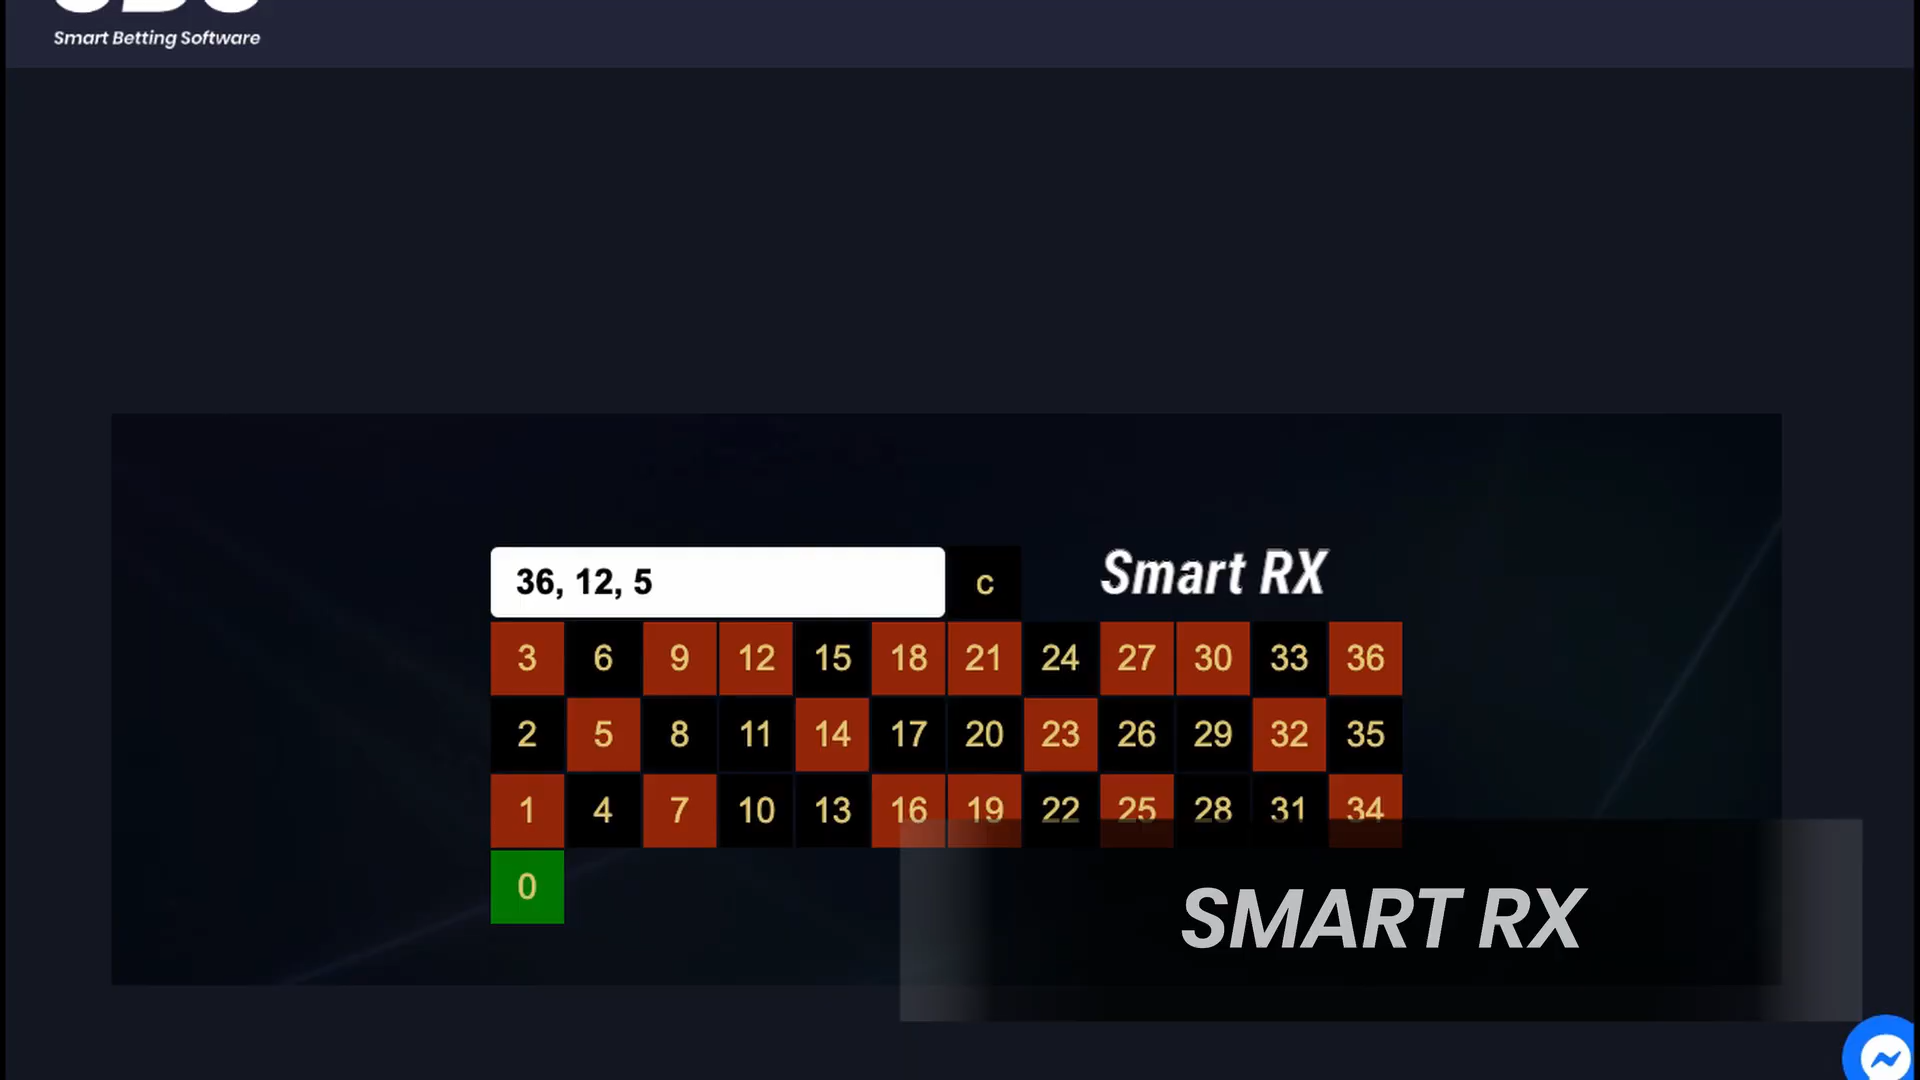 Smart Betting Software
36, 12, 5 c Smart RX
3 6 9 12 15 18 21 24 27 30 33 36
2 5 8 11 14 17 20 23 26 29 32 35
1 4 7 10 13 16 19 22 25 28 31 34
0
SMART RX